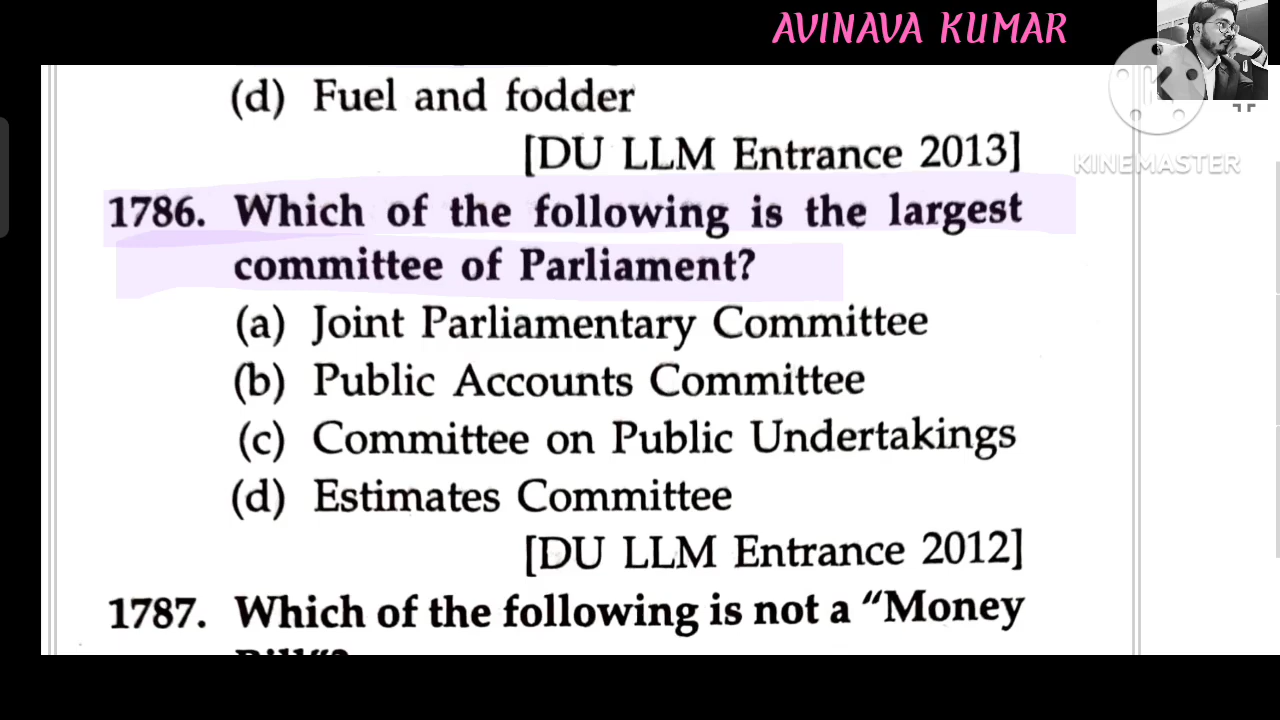 AVINAVA KUMAR
(d) Fuel and fodder
[DU LLM Entrance 2013]
KINEMASTER
1786. Which of the following is the largest
committee of Parliament?
(a) Joint Parliamentary Committee
(b) Public Accounts Committee
(c) Committee on Public Undertakings
(d) Estimates Committee
[DU LLM Entrance 2012]
1787. Which of the following is not a “Money